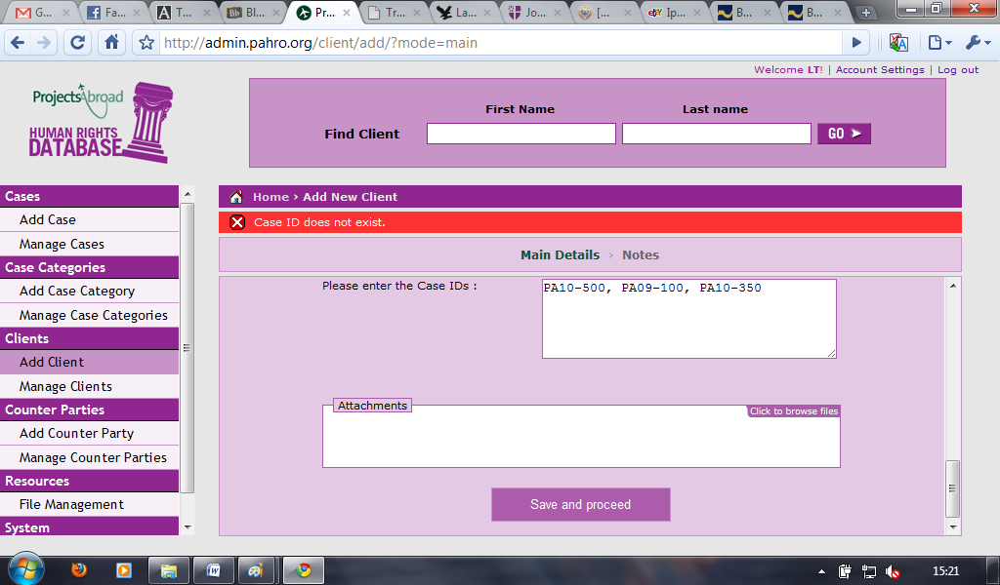 G...
Fa...
T...
Bl...
Pr...
Tr...
La...
Jo...
[...
Ip...
B...
B...
http://admin.pahro.org/client/add/?mode=main
Welcome LT! | Account Settings | Log out
ProjectsAbroad
HUMAN RIGHTS
DATABASE
First Name
Last name
Find Client
GO
Cases
Add Case
Manage Cases
Case Categories
Add Case Category
Manage Case Categories
Clients
Add Client
Manage Clients
Counter Parties
Add Counter Party
Manage Counter Parties
Resources
File Management
System
Home › Add New Client
Case ID does not exist.
Main Details › Notes
Please enter the Case IDs :
PA10-500, PA09-100, PA10-350
Attachments
Click to browse files
Save and proceed
15:21